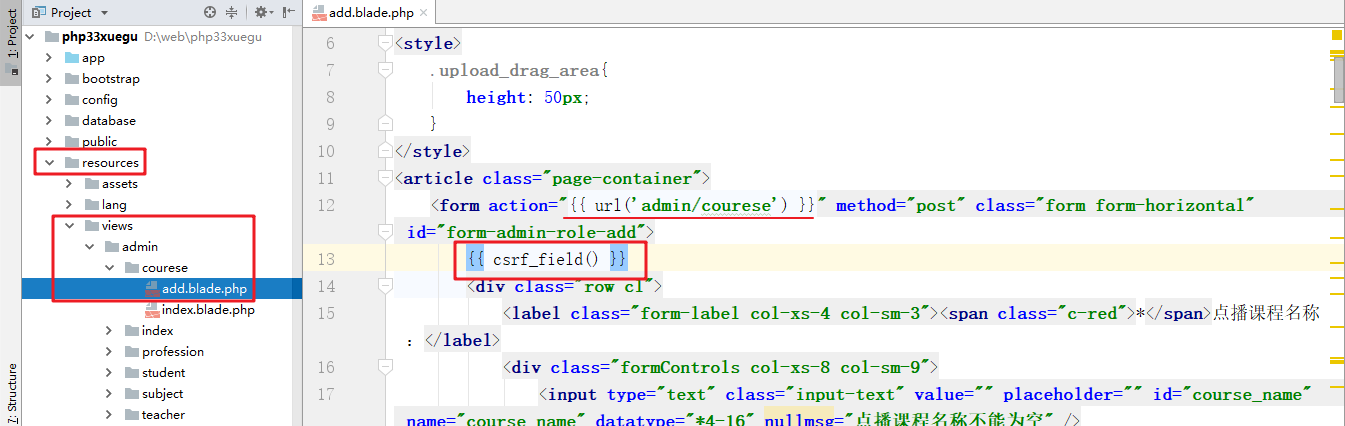 1: Project
Z: Structure
Project
php33xuegu D:\web\php33xuegu
app
bootstrap
config
database
public
resources
assets
lang
views
admin
courese
add.blade.php
index.blade.php
index
profession
student
subject
teacher
add.blade.php
6 <style>
7 .upload_drag_area{
8 height: 50px;
9 }
10 </style>
11 <article class="page-container">
12 <form action="{{ url('admin/courese') }}" method="post" class="form form-horizontal"
id="form-admin-role-add">
13 {{ csrf_field() }}
14 <div class="row cl">
15 <label class="form-label col-xs-4 col-sm-3"><span class="c-red">*</span>点播课程名称
：</label>
16 <div class="formControls col-xs-8 col-sm-9">
17 <input type="text" class="input-text" value="" placeholder="" id="course_name"
name="course_name" datatype="*4-16" nullmsg="点播课程名称不能为空" />